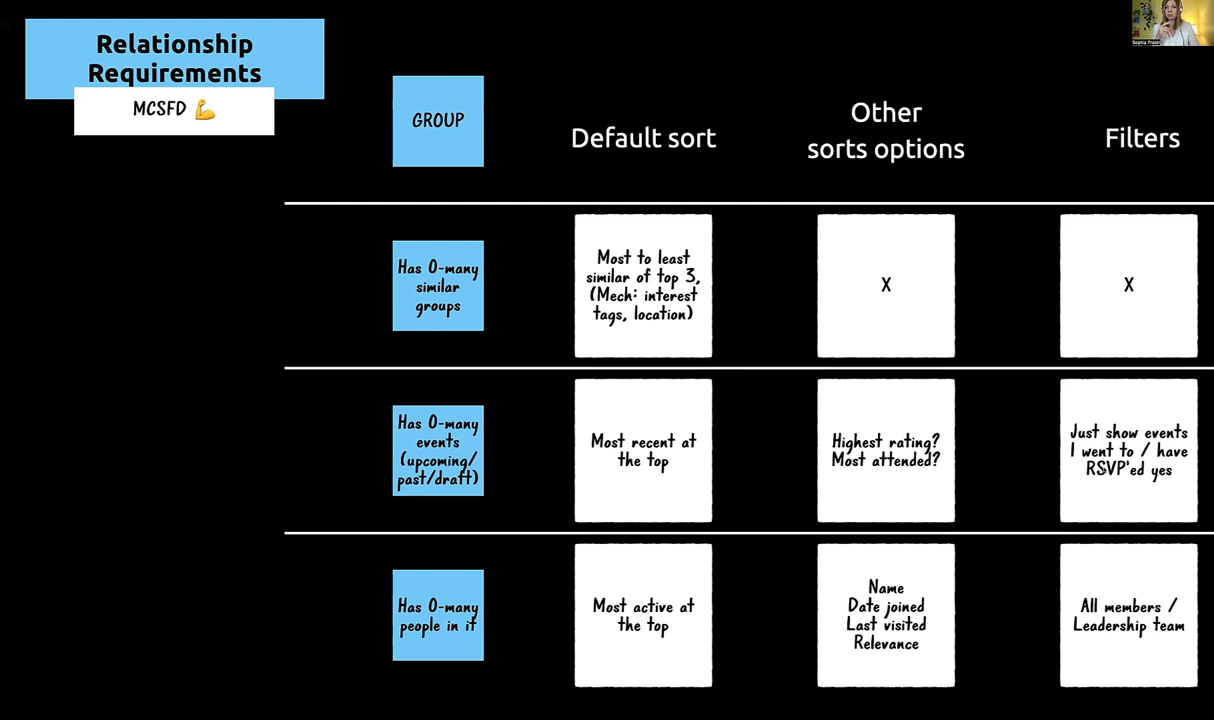 Relationship
Requirements
MCSFD 💪
GROUP
Default sort
Other
sorts options
Filters
Has 0-many
similar
groups
Most to least
similar of top 3,
(Mech: interest
tags, location)
X
X
Has 0-many
events
(upcoming/
past/draft)
Most recent at
the top
Highest rating?
Most attended?
Just show events
I went to / have
RSVP'ed yes
Has 0-many
people in it
Most active at
the top
Name
Date joined
Last visited
Relevance
All members /
Leadership team